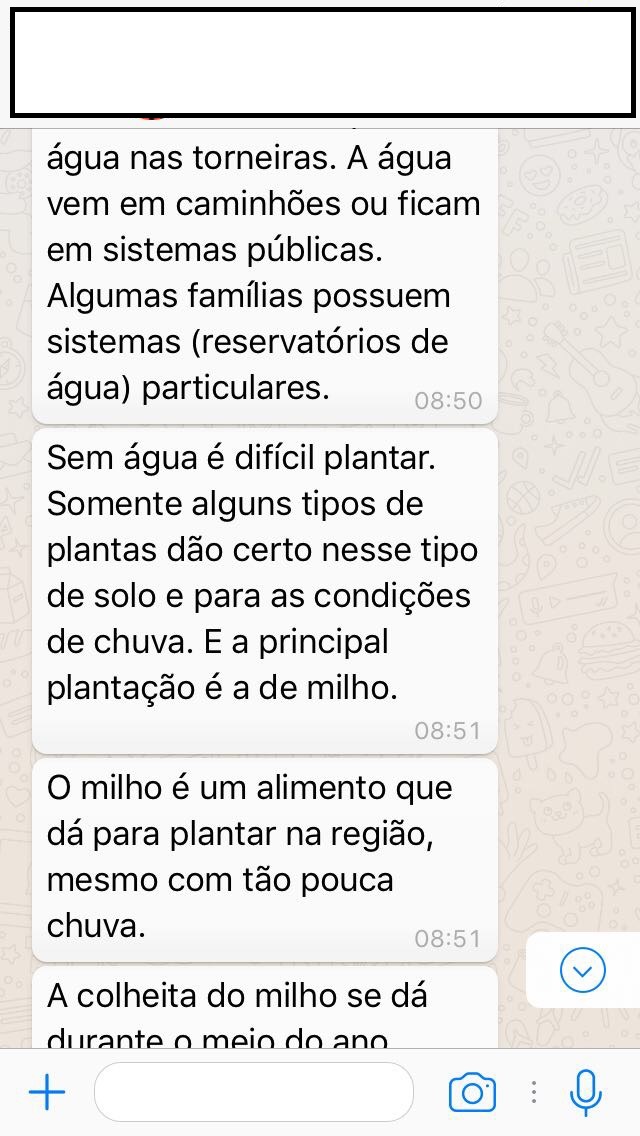 água nas torneiras. A água
vem em caminhões ou ficam
em sistemas públicas.
Algumas famílias possuem
sistemas (reservatórios de
água) particulares.
08:50
Sem água é difícil plantar.
Somente alguns tipos de
plantas dão certo nesse tipo
de solo e para as condições
de chuva. E a principal
plantação é a de milho.
08:51
O milho é um alimento que
dá para plantar na região,
mesmo com tão pouca
chuva.
08:51
A colheita do milho se dá
durante o meio do ano